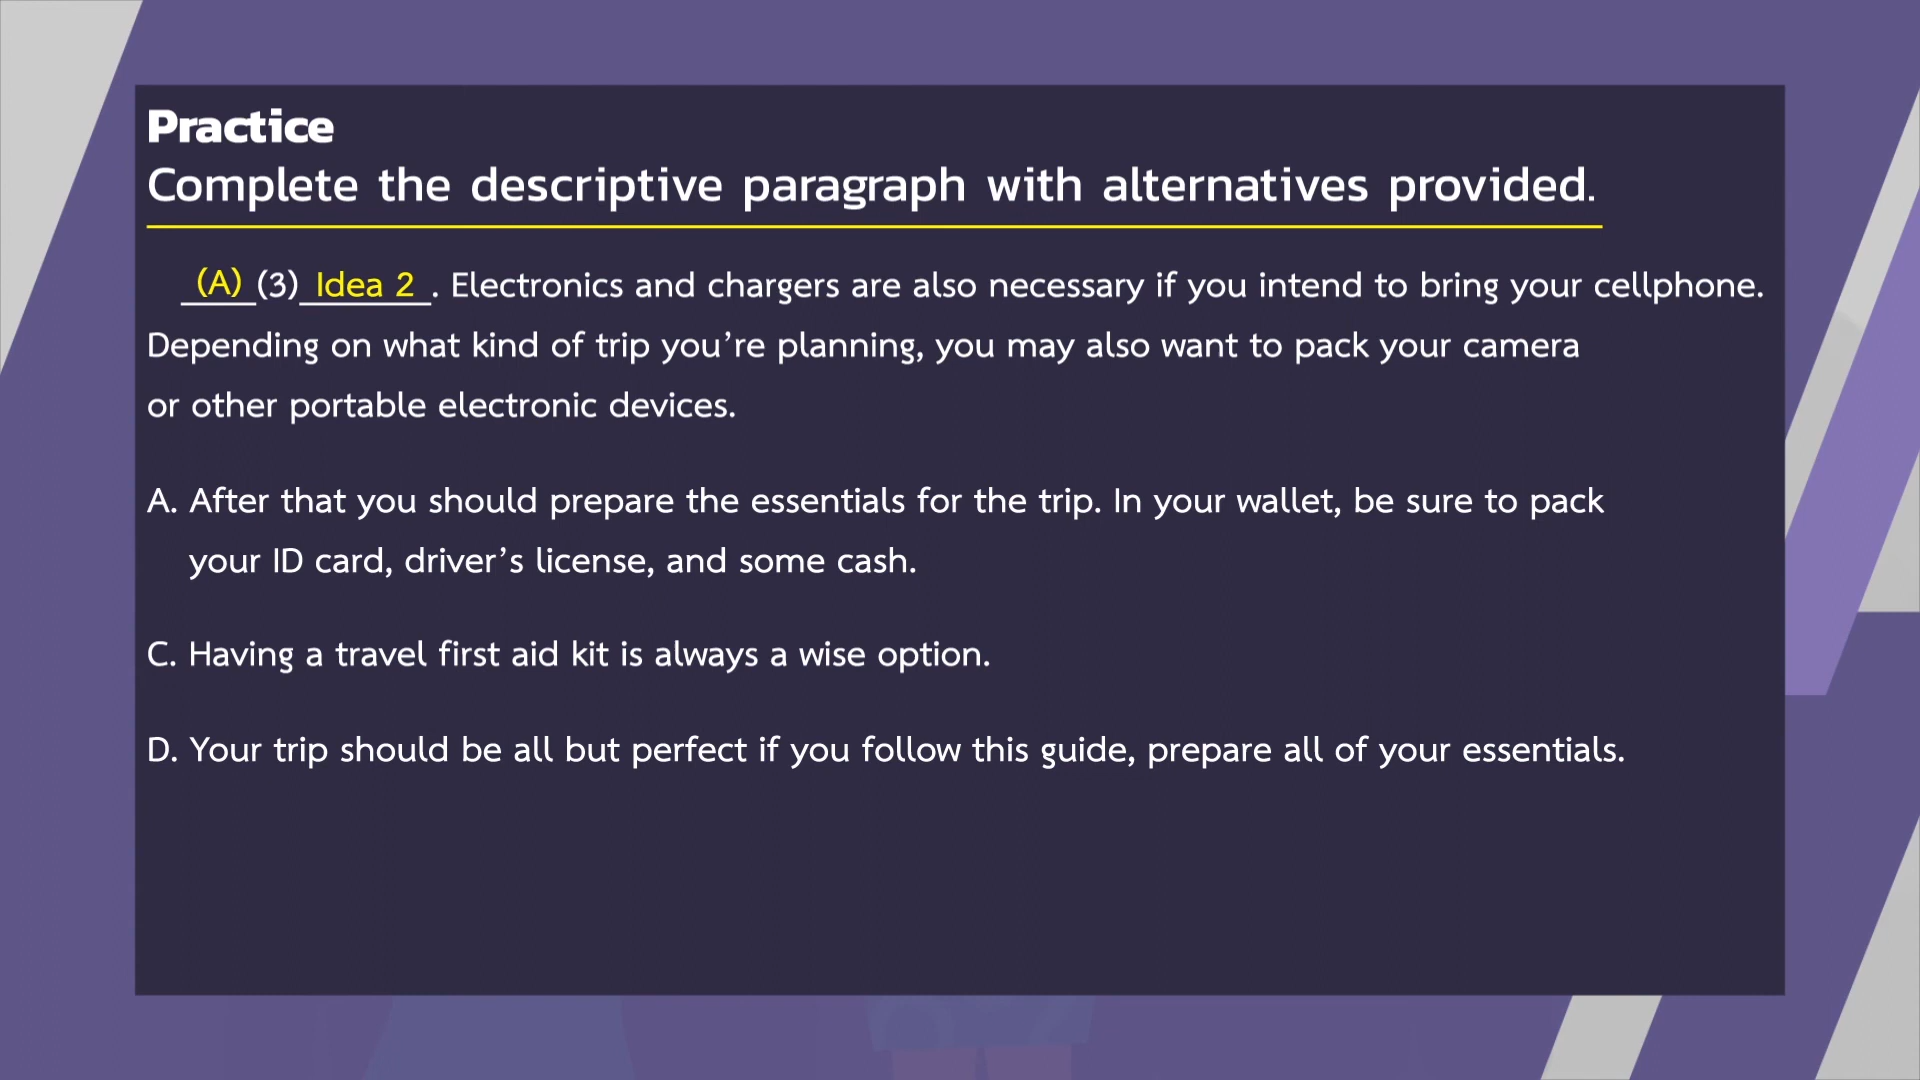 Practice
Complete the descriptive paragraph with alternatives provided.
(A) (3) Idea 2 . Electronics and chargers are also necessary if you intend to bring your cellphone.
Depending on what kind of trip you’re planning, you may also want to pack your camera
or other portable electronic devices.
A. After that you should prepare the essentials for the trip. In your wallet, be sure to pack
your ID card, driver’s license, and some cash.
C. Having a travel first aid kit is always a wise option.
D. Your trip should be all but perfect if you follow this guide, prepare all of your essentials.